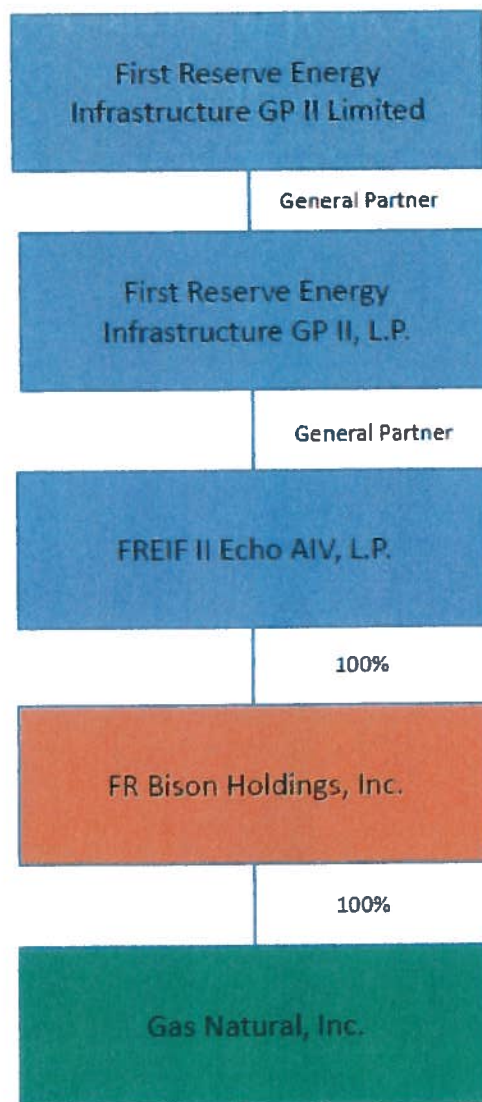 First Reserve Energy
Infrastructure GP II Limited
General Partner
First Reserve Energy
Infrastructure GP II, L.P.
General Partner
FREIF II Echo AIV, L.P.
100%
FR Bison Holdings, Inc.
100%
Gas Natural, Inc.